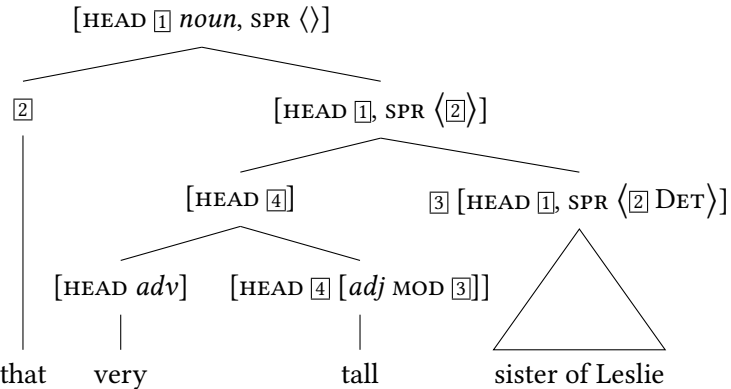 [HEAD 1 noun, SPR ⟨⟩]
2 [HEAD 1, SPR ⟨2⟩]
[HEAD 4] 3 [HEAD 1, SPR ⟨2 DET⟩]
[HEAD adv] [HEAD 4 [adj MOD 3]]
that very tall sister of Leslie